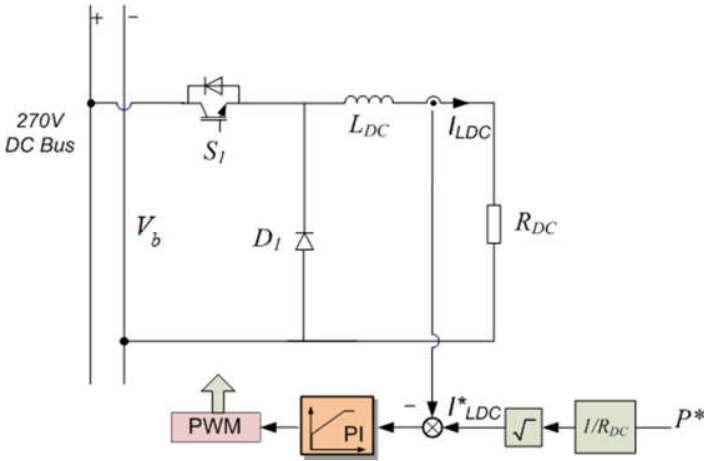 + −
270V
DC Bus
S1
LDC
ILDC
Vb
D1
RDC
−
I*LDC
PWM
PI
√
1/RDC
P*